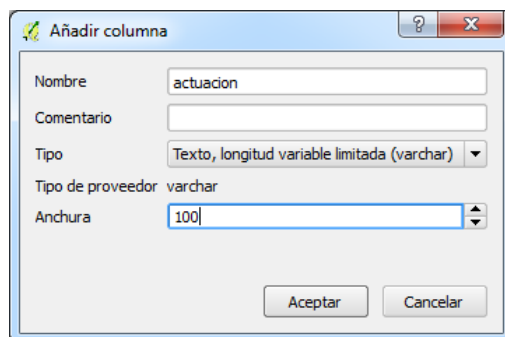 Añadir columna
Nombre actuacion
Comentario
Tipo Texto, longitud variable limitada (varchar)
Tipo de proveedor varchar
Anchura 100
Aceptar Cancelar